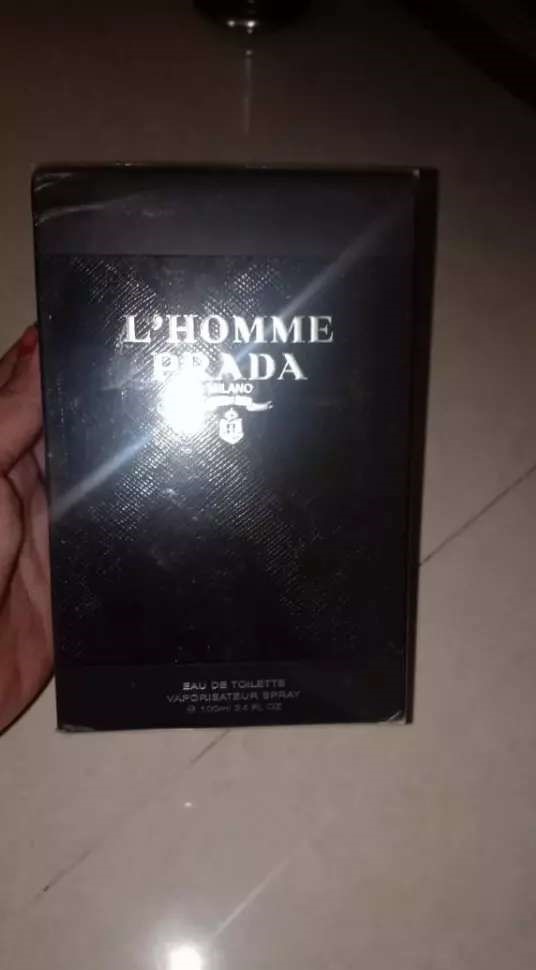 L'HOMME
PRADA
MILANO
EAU DE TOILETTE
VAPORISATEUR SPRAY
100ml 3.4 FL OZ